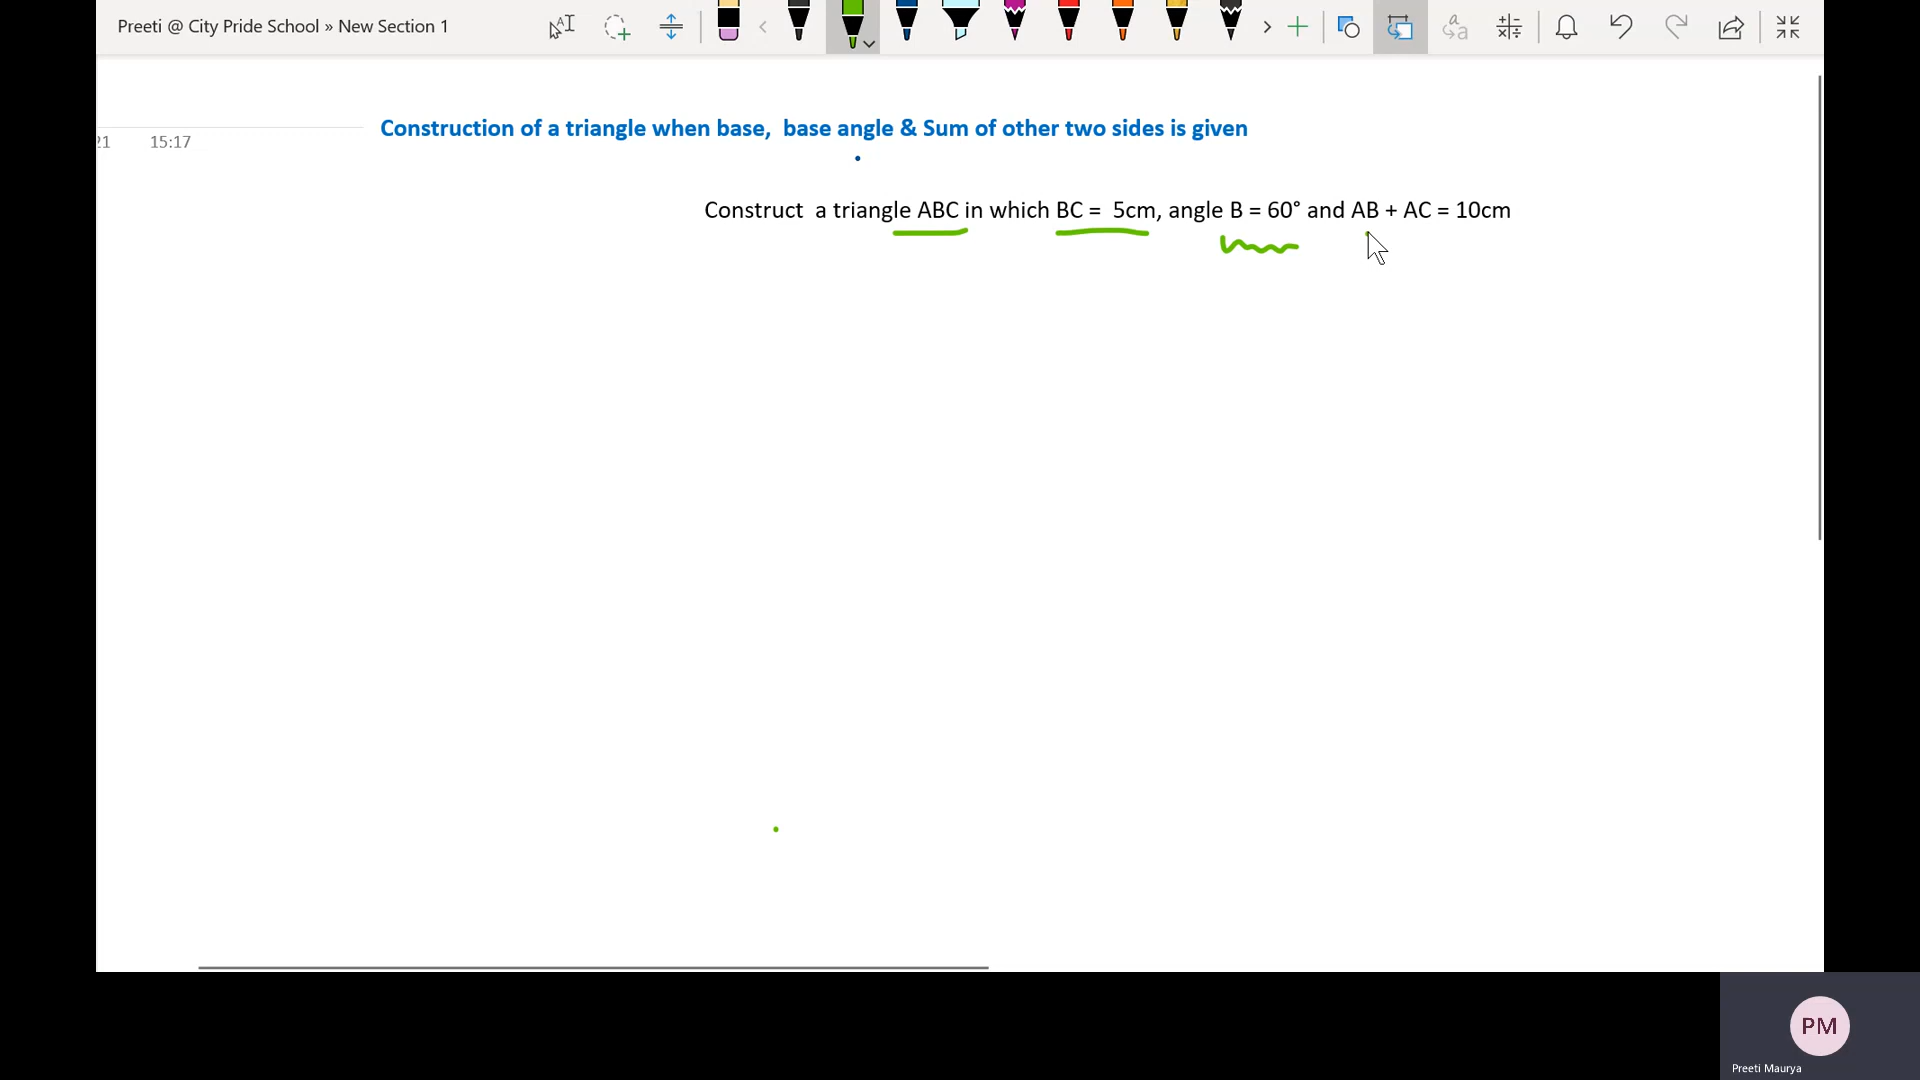 Preeti @ City Pride School » New Section 1
Construction of a triangle when base, base angle & Sum of other two sides is given
21 15:17
Construct a triangle ABC in which BC = 5cm, angle B = 60° and AB + AC = 10cm
PM
Preeti Maurya